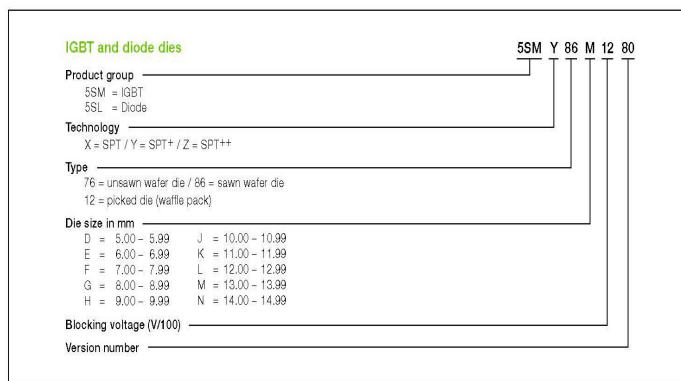 IGBT and diode dies 5SM Y 86 M 12 80
Product group
5SM = IGBT
5SL = Diode
Technology
X = SPT / Y = SPT+ / Z = SPT++
Type
76 = unsawn wafer die / 86 = sawn wafer die
12 = picked die (waffle pack)
Die size in mm
D = 5.00 – 5.99 J = 10.00 – 10.99
E = 6.00 – 6.99 K = 11.00 – 11.99
F = 7.00 – 7.99 L = 12.00 – 12.99
G = 8.00 – 8.99 M = 13.00 – 13.99
H = 9.00 – 9.99 N = 14.00 – 14.99
Blocking voltage (V/100)
Version number